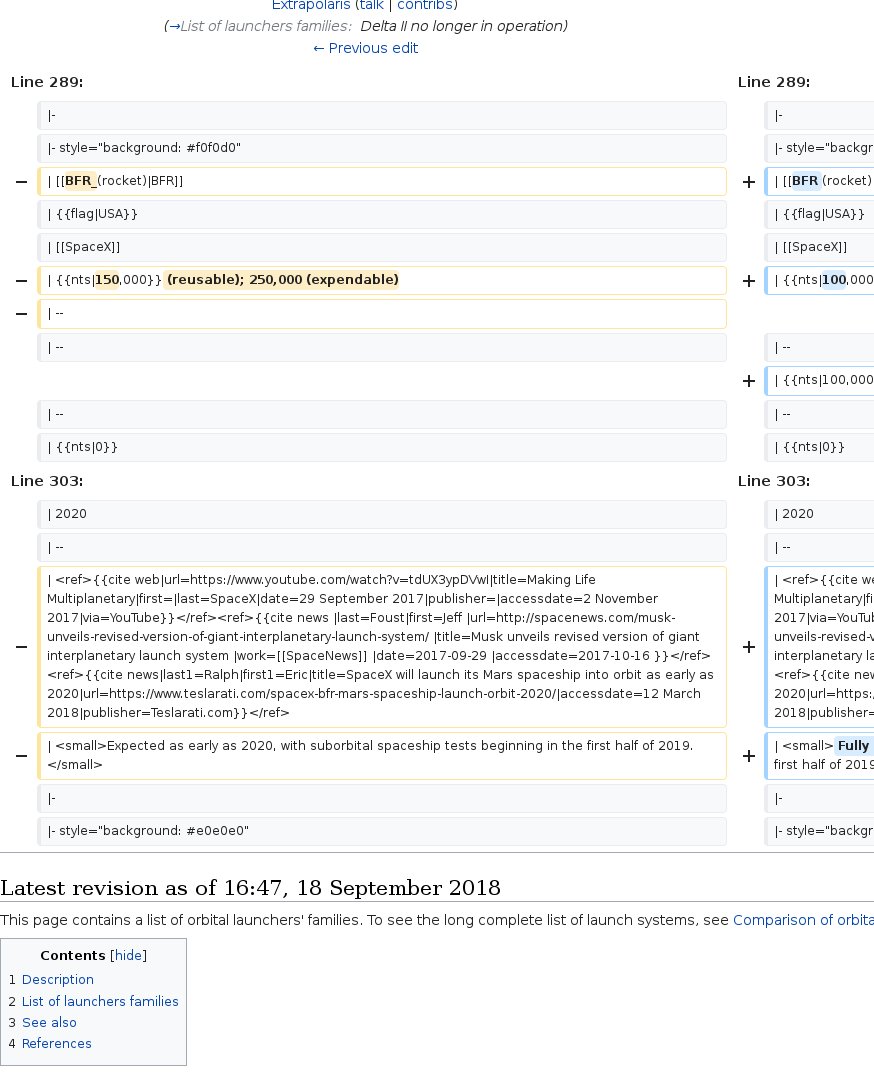 Extrapolaris (talk | contribs)
(→List of launchers families: Delta II no longer in operation)
← Previous edit
Line 289:
Line 289:
|-
|-
|- style="background: #f0f0d0"
|- style="backgr
− | [[BFR_(rocket)|BFR]]
+ | [[BFR (rocket)
| {{flag|USA}}
| {{flag|USA}}
| [[SpaceX]]
| [[SpaceX]]
− | {{nts|150,000}} (reusable); 250,000 (expendable)
+ | {{nts|100,000
− | --
| --
| --
+ | {{nts|100,000
| --
| --
| {{nts|0}}
| {{nts|0}}
Line 303:
Line 303:
| 2020
| 2020
| --
| --
− | <ref>{{cite web|url=https://www.youtube.com/watch?v=tdUX3ypDVwI|title=Making Life
Multiplanetary|first=|last=SpaceX|date=29 September 2017|publisher=|accessdate=2 November
2017|via=YouTube}}</ref><ref>{{cite news |last=Foust|first=Jeff |url=http://spacenews.com/musk-
unveils-revised-version-of-giant-interplanetary-launch-system/ |title=Musk unveils revised version of giant
interplanetary launch system |work=[[SpaceNews]] |date=2017-09-29 |accessdate=2017-10-16 }}</ref>
<ref>{{cite news|last1=Ralph|first1=Eric|title=SpaceX will launch its Mars spaceship into orbit as early as
2020|url=https://www.teslarati.com/spacex-bfr-mars-spaceship-launch-orbit-2020/|accessdate=12 March
2018|publisher=Teslarati.com}}</ref>
+ | <ref>{{cite we
Multiplanetary|fi
2017|via=YouTu
unveils-revised-v
interplanetary la
<ref>{{cite new
2020|url=https:/
2018|publisher=
− | <small>Expected as early as 2020, with suborbital spaceship tests beginning in the first half of 2019.
</small>
+ | <small>Fully
first half of 2019
|-
|-
|- style="background: #e0e0e0"
|- style="backgr
Latest revision as of 16:47, 18 September 2018
This page contains a list of orbital launchers' families. To see the long complete list of launch systems, see Comparison of orbita
Contents [hide]
1 Description
2 List of launchers families
3 See also
4 References